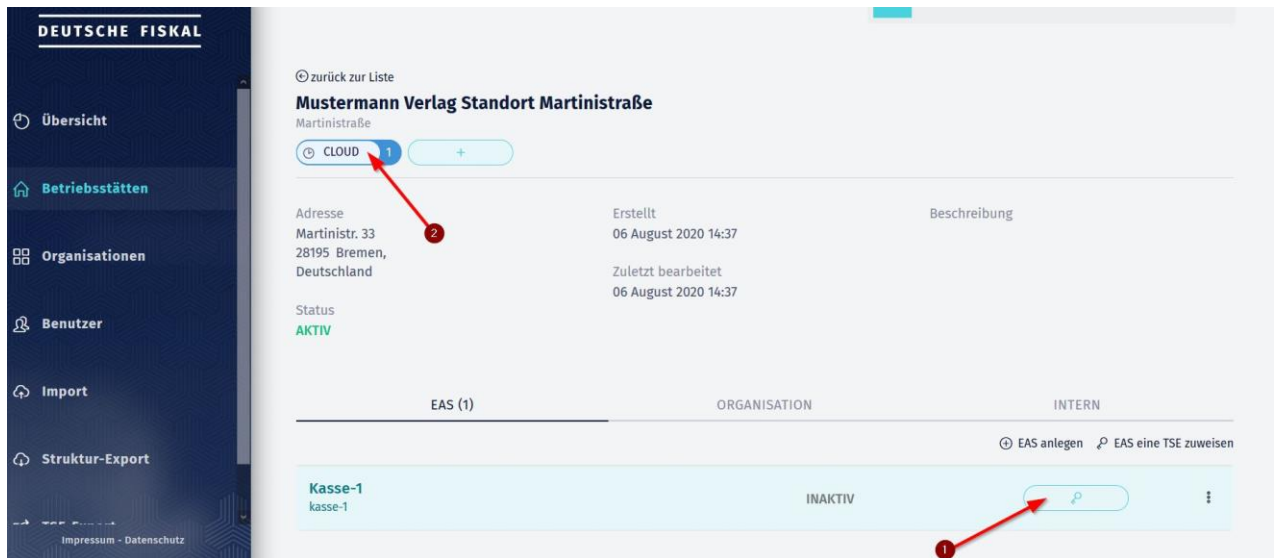 DEUTSCHE FISKAL
Übersicht
Betriebsstätten
Organisationen
Benutzer
Import
Struktur-Export
Impressum - Datenschutz
zurück zur Liste
Mustermann Verlag Standort Martinistraße
Martinistraße
CLOUD 1 +
2
Adresse
Martinistr. 33
28195 Bremen,
Deutschland
Status
AKTIV
Erstellt
06 August 2020 14:37
Zuletzt bearbeitet
06 August 2020 14:37
Beschreibung
EAS (1) ORGANISATION INTERN
EAS anlegen EAS eine TSE zuweisen
Kasse-1
kasse-1
INAKTIV
1